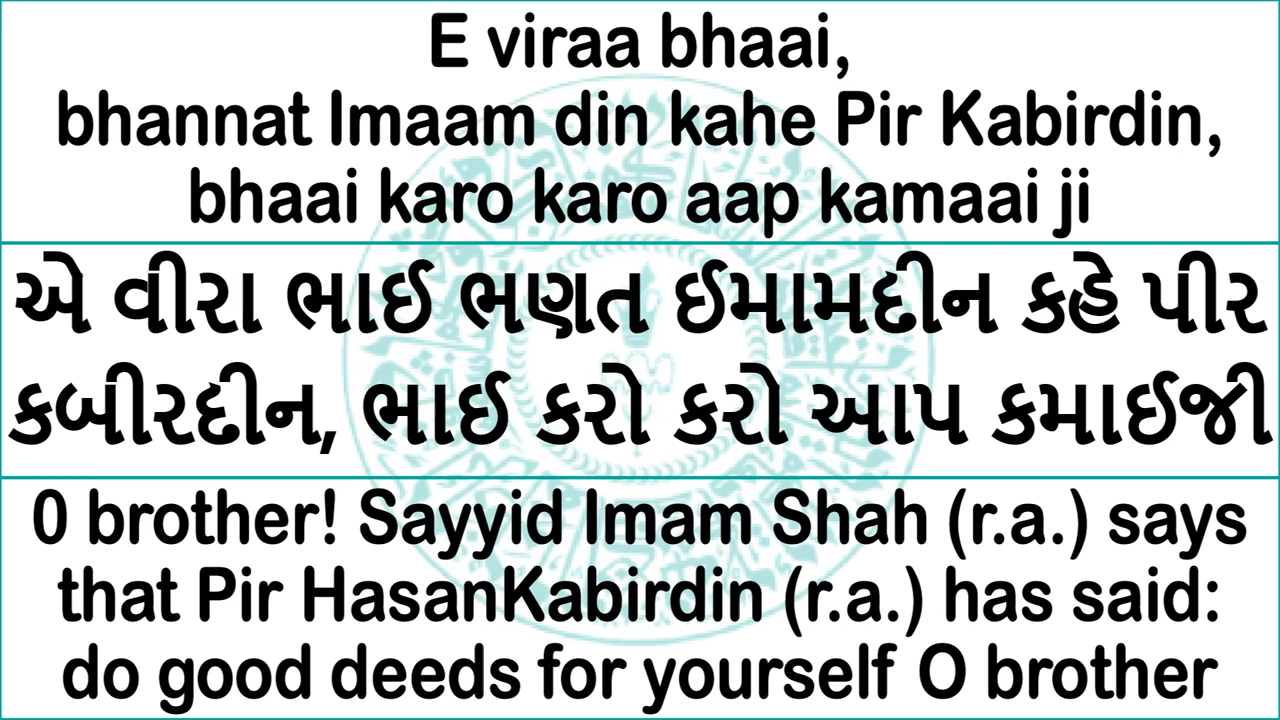 E viraa bhaai,
bhannat Imaam din kahe Pir Kabirdin,
bhaai karo karo aap kamaai ji
એ વીરા ભાઈ ભણત ઈમામદીન કહે પીર
કબીરદીન, ભાઈ કરો કરો આપ કમાઈજી
0 brother! Sayyid Imam Shah (r.a.) says
that Pir HasanKabirdin (r.a.) has said:
do good deeds for yourself O brother